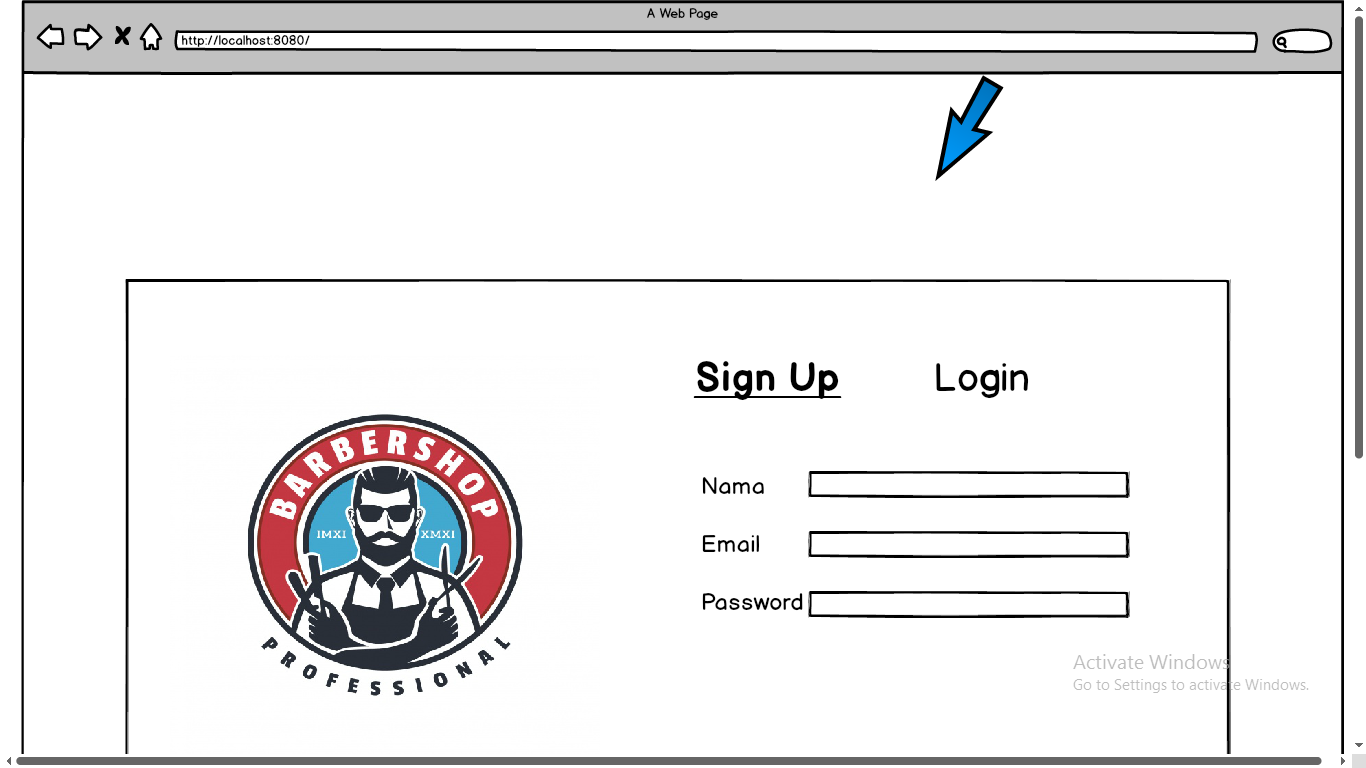 A Web Page
http://localhost:8080/
Sign Up
Login
BARBERSHOP
IMXI
XMXI
PROFESSIONAL
Nama
Email
Password
Activate Windows
Go to Settings to activate Windows.